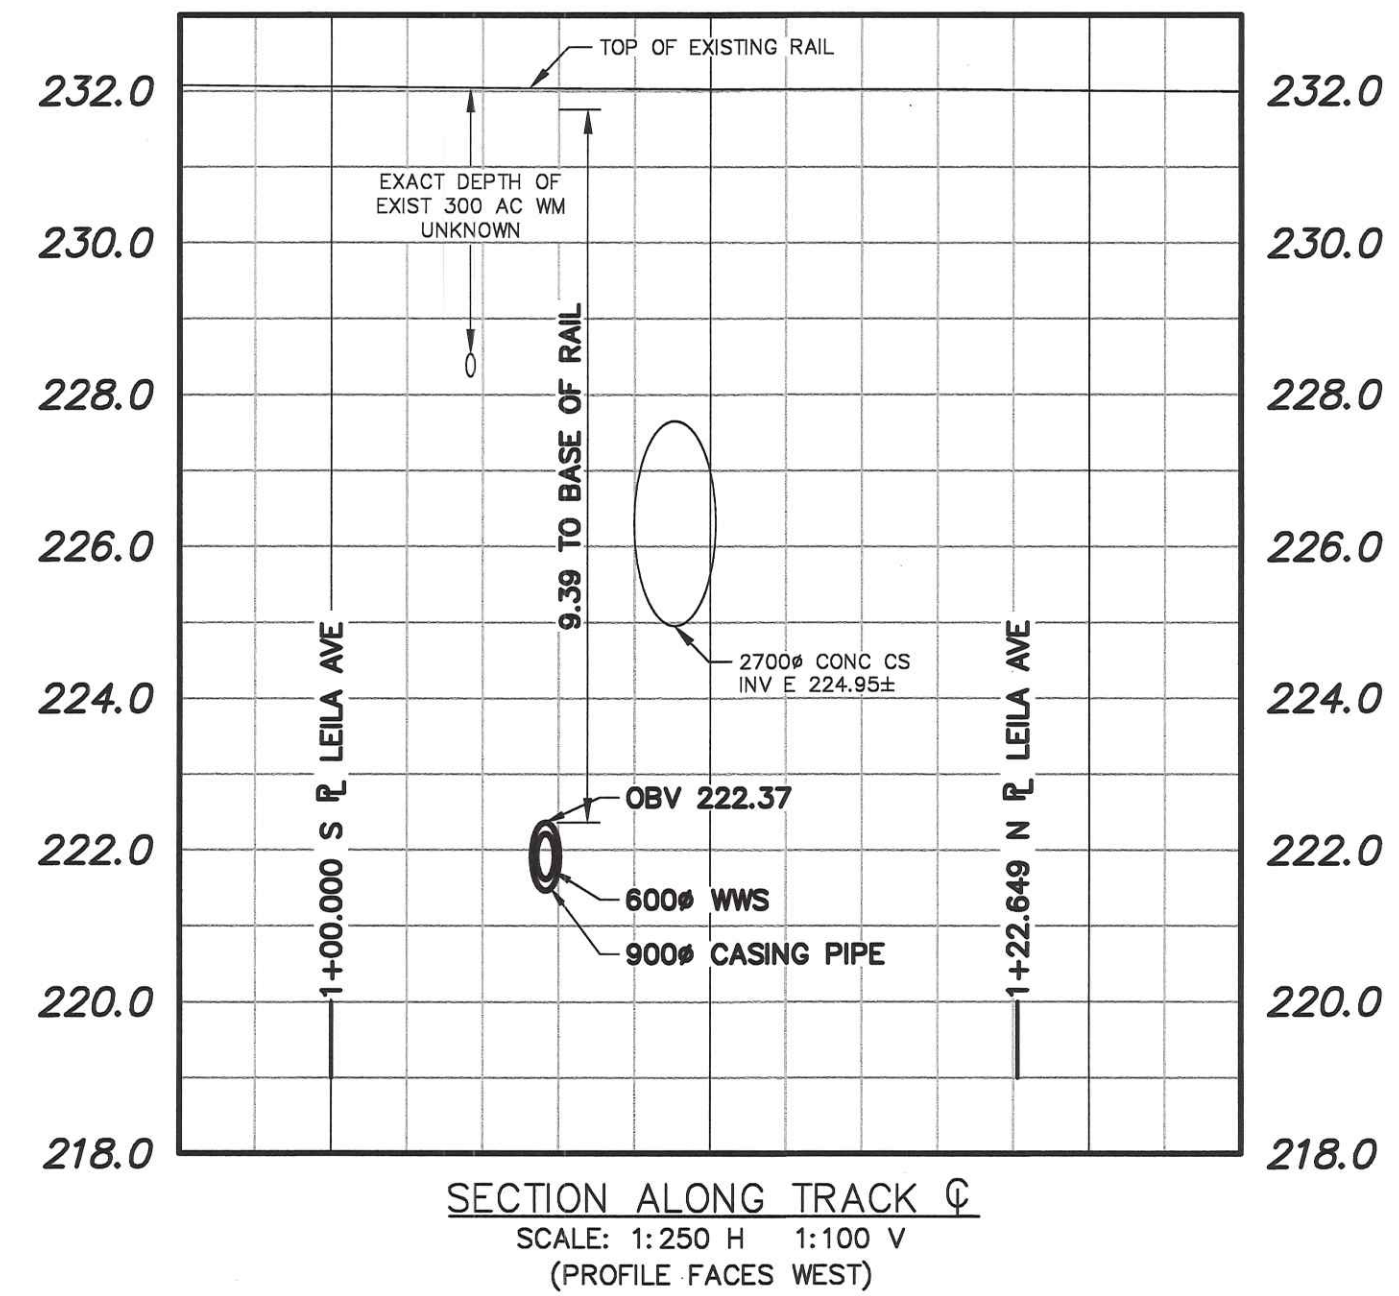 TOP OF EXISTING RAIL
232.0
232.0
EXACT DEPTH OF
EXIST 300 AC WM
UNKNOWN
230.0
230.0
9.39 TO BASE OF RAIL
228.0
228.0
226.0
226.0
2700ø CONC CS
INV E 224.95±
224.0
224.0
1+00.000 S ⅊ LEILA AVE
1+22.649 N ⅊ LEILA AVE
OBV 222.37
222.0
222.0
600ø WWS
900ø CASING PIPE
220.0
220.0
218.0
218.0
SECTION ALONG TRACK ℄
SCALE: 1:250 H 1:100 V
(PROFILE FACES WEST)